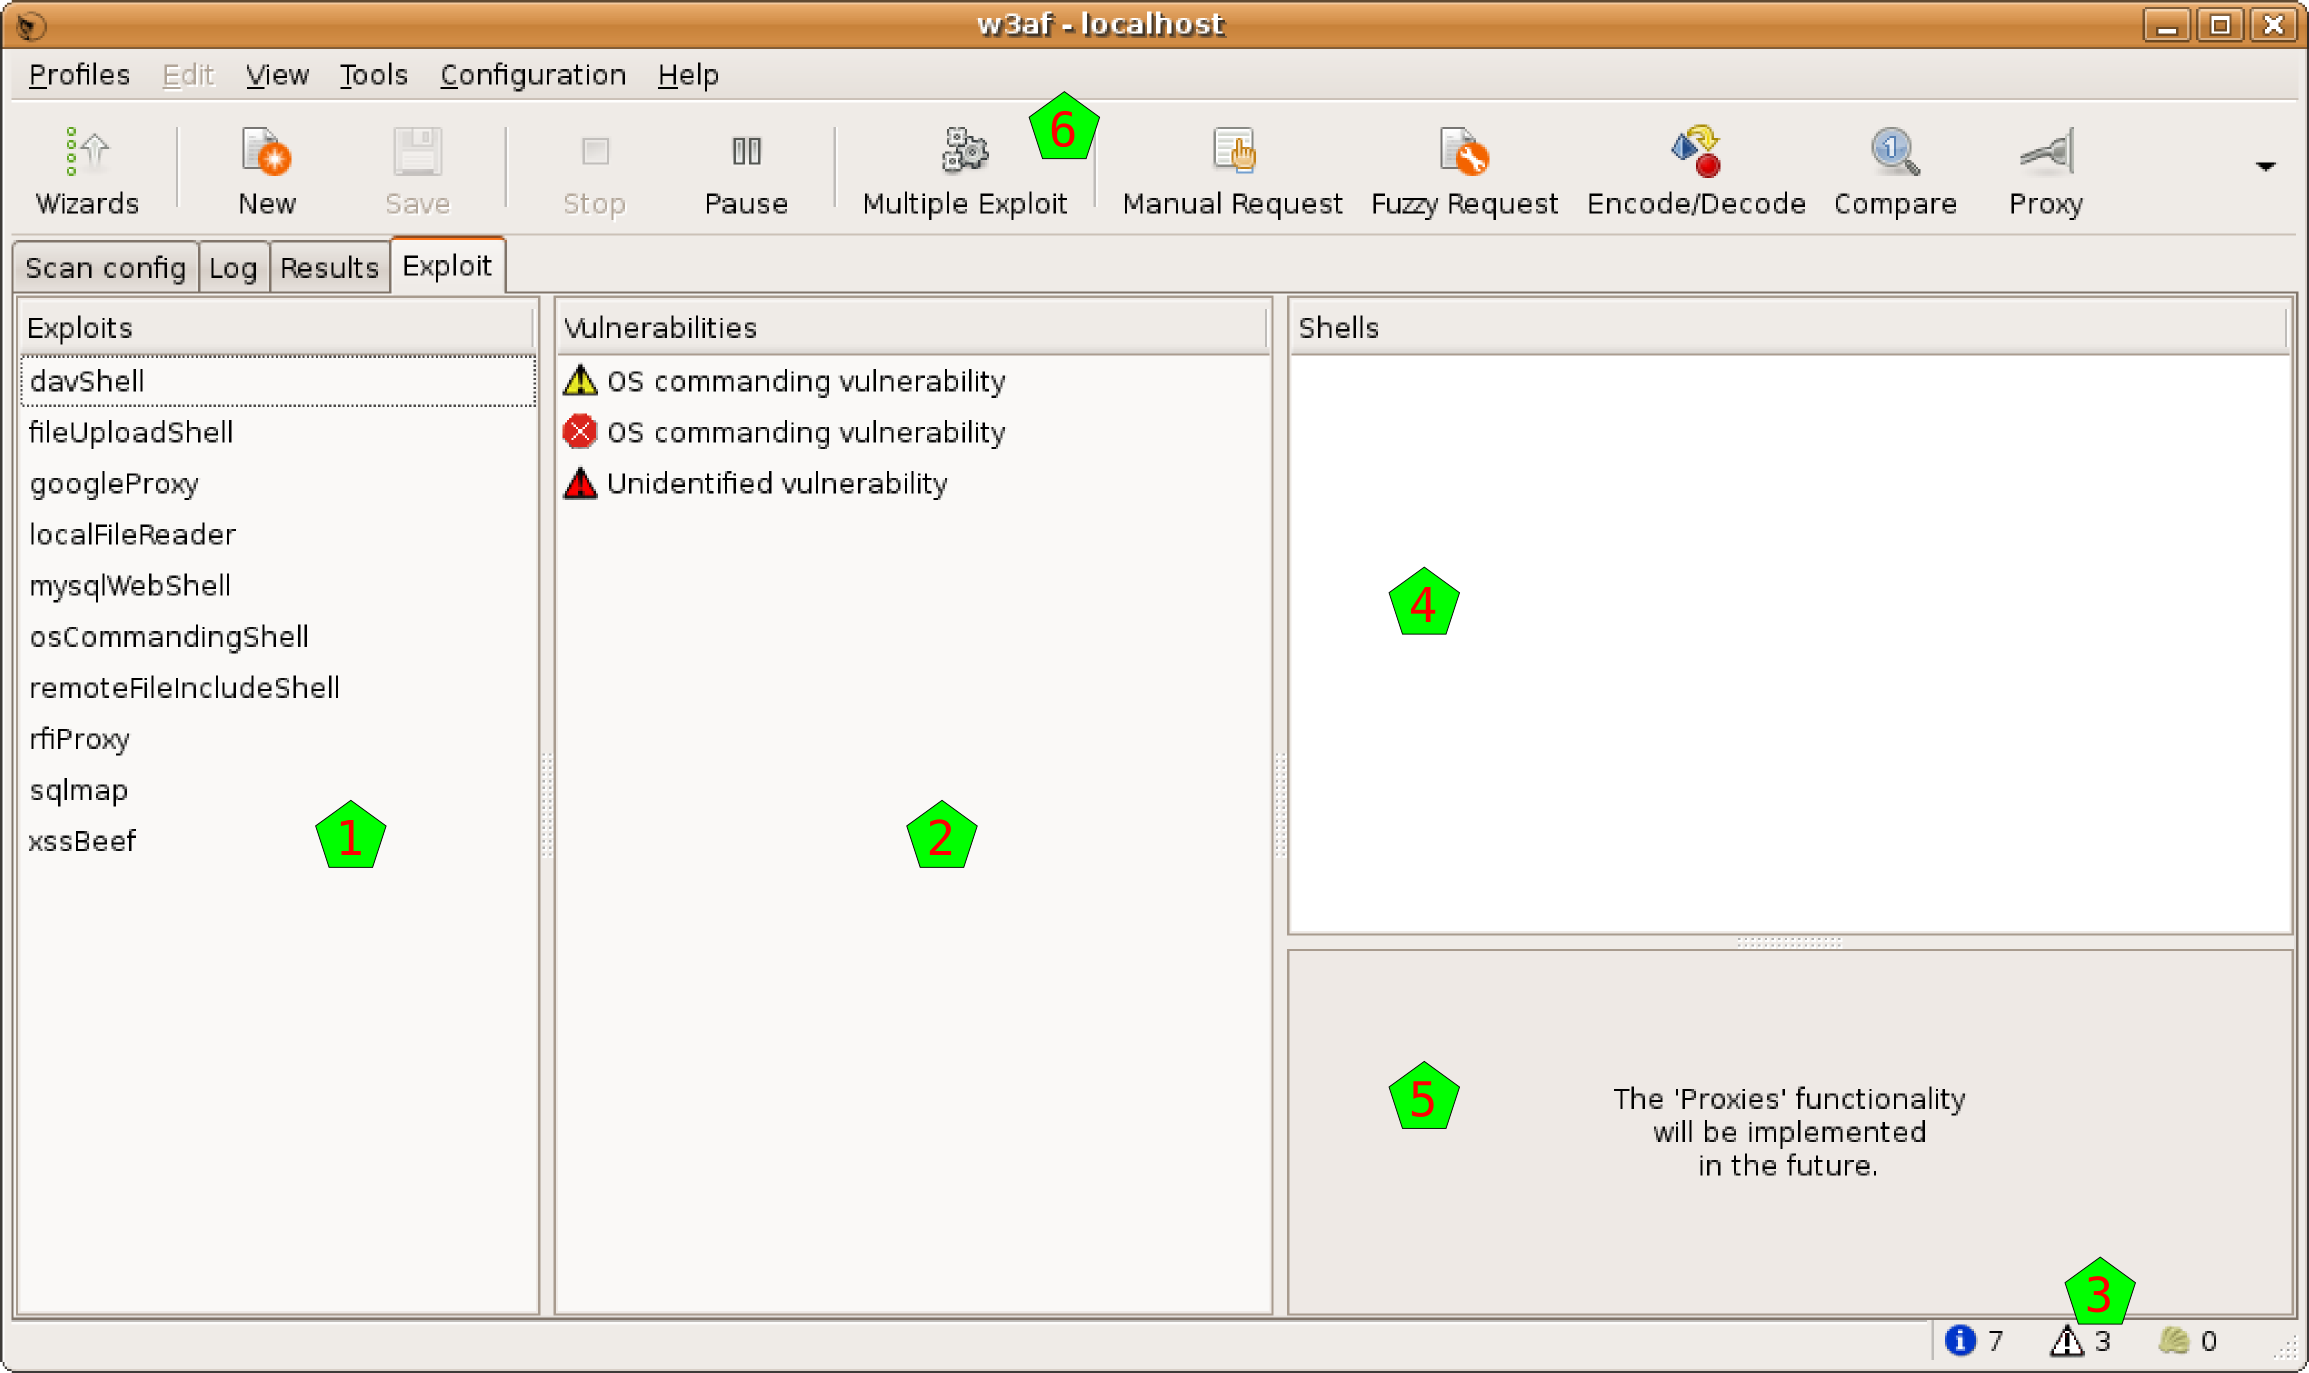 w3af - localhost
Profiles Edit View Tools Configuration Help
6
Wizards New Save Stop Pause Multiple Exploit Manual Request Fuzzy Request Encode/Decode Compare Proxy
Scan config Log Results Exploit
Exploits
davShell
fileUploadShell
googleProxy
localFileReader
mysqlWebShell
osCommandingShell
remoteFileIncludeShell
rfiProxy
sqlmap
xssBeef
1
Vulnerabilities
OS commanding vulnerability
OS commanding vulnerability
Unidentified vulnerability
2
Shells
4
5
The 'Proxies' functionality
will be implemented
in the future.
3
7 3 0